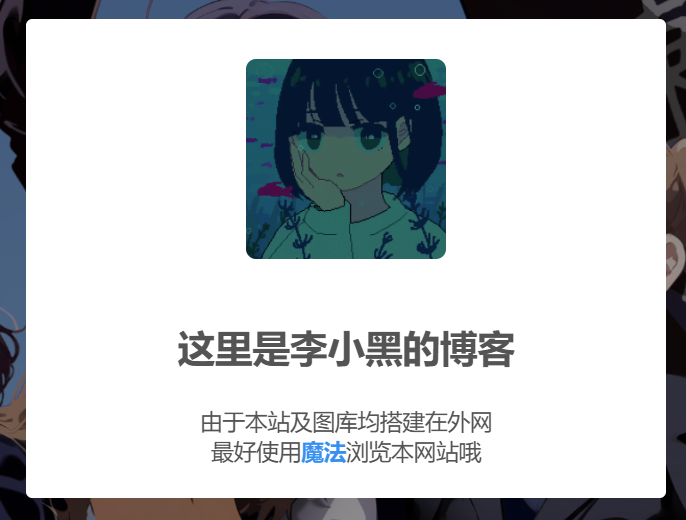 这里是李小黑的博客
由于本站及图库均搭建在外网
最好使用魔法浏览本网站哦